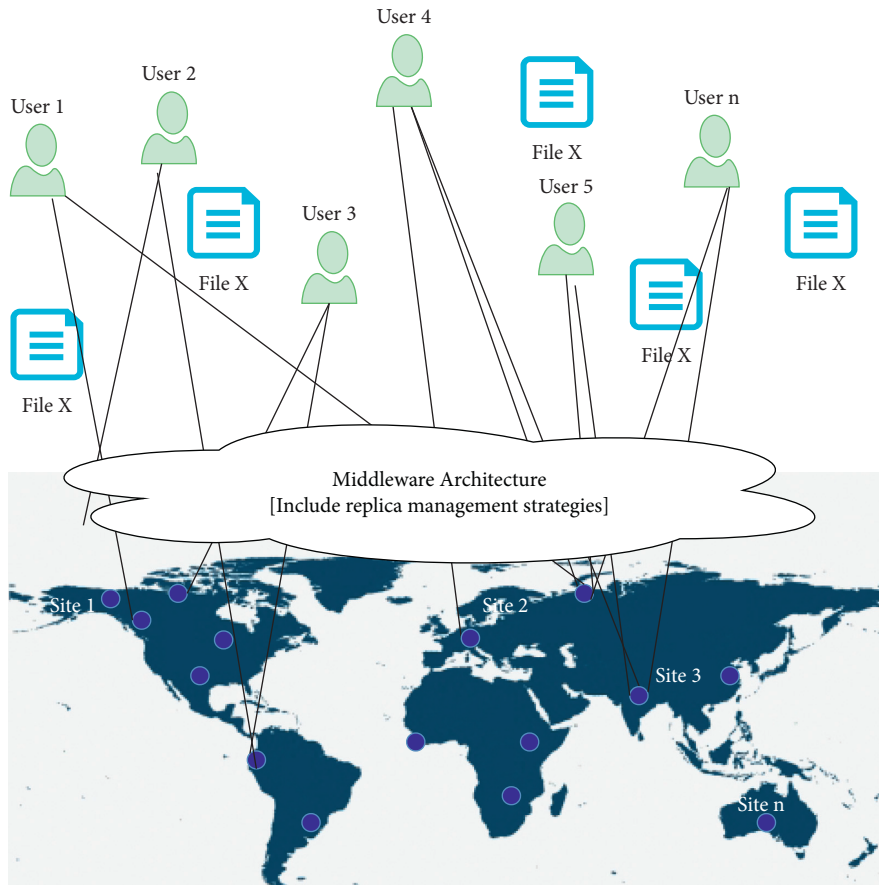 User 4
User 2
User 1
User n
File X
User 5
User 3
File X
File X
File X
File X
Middleware Architecture
[Include replica management strategies]
Site 1
Site 2
Site 3
Site n